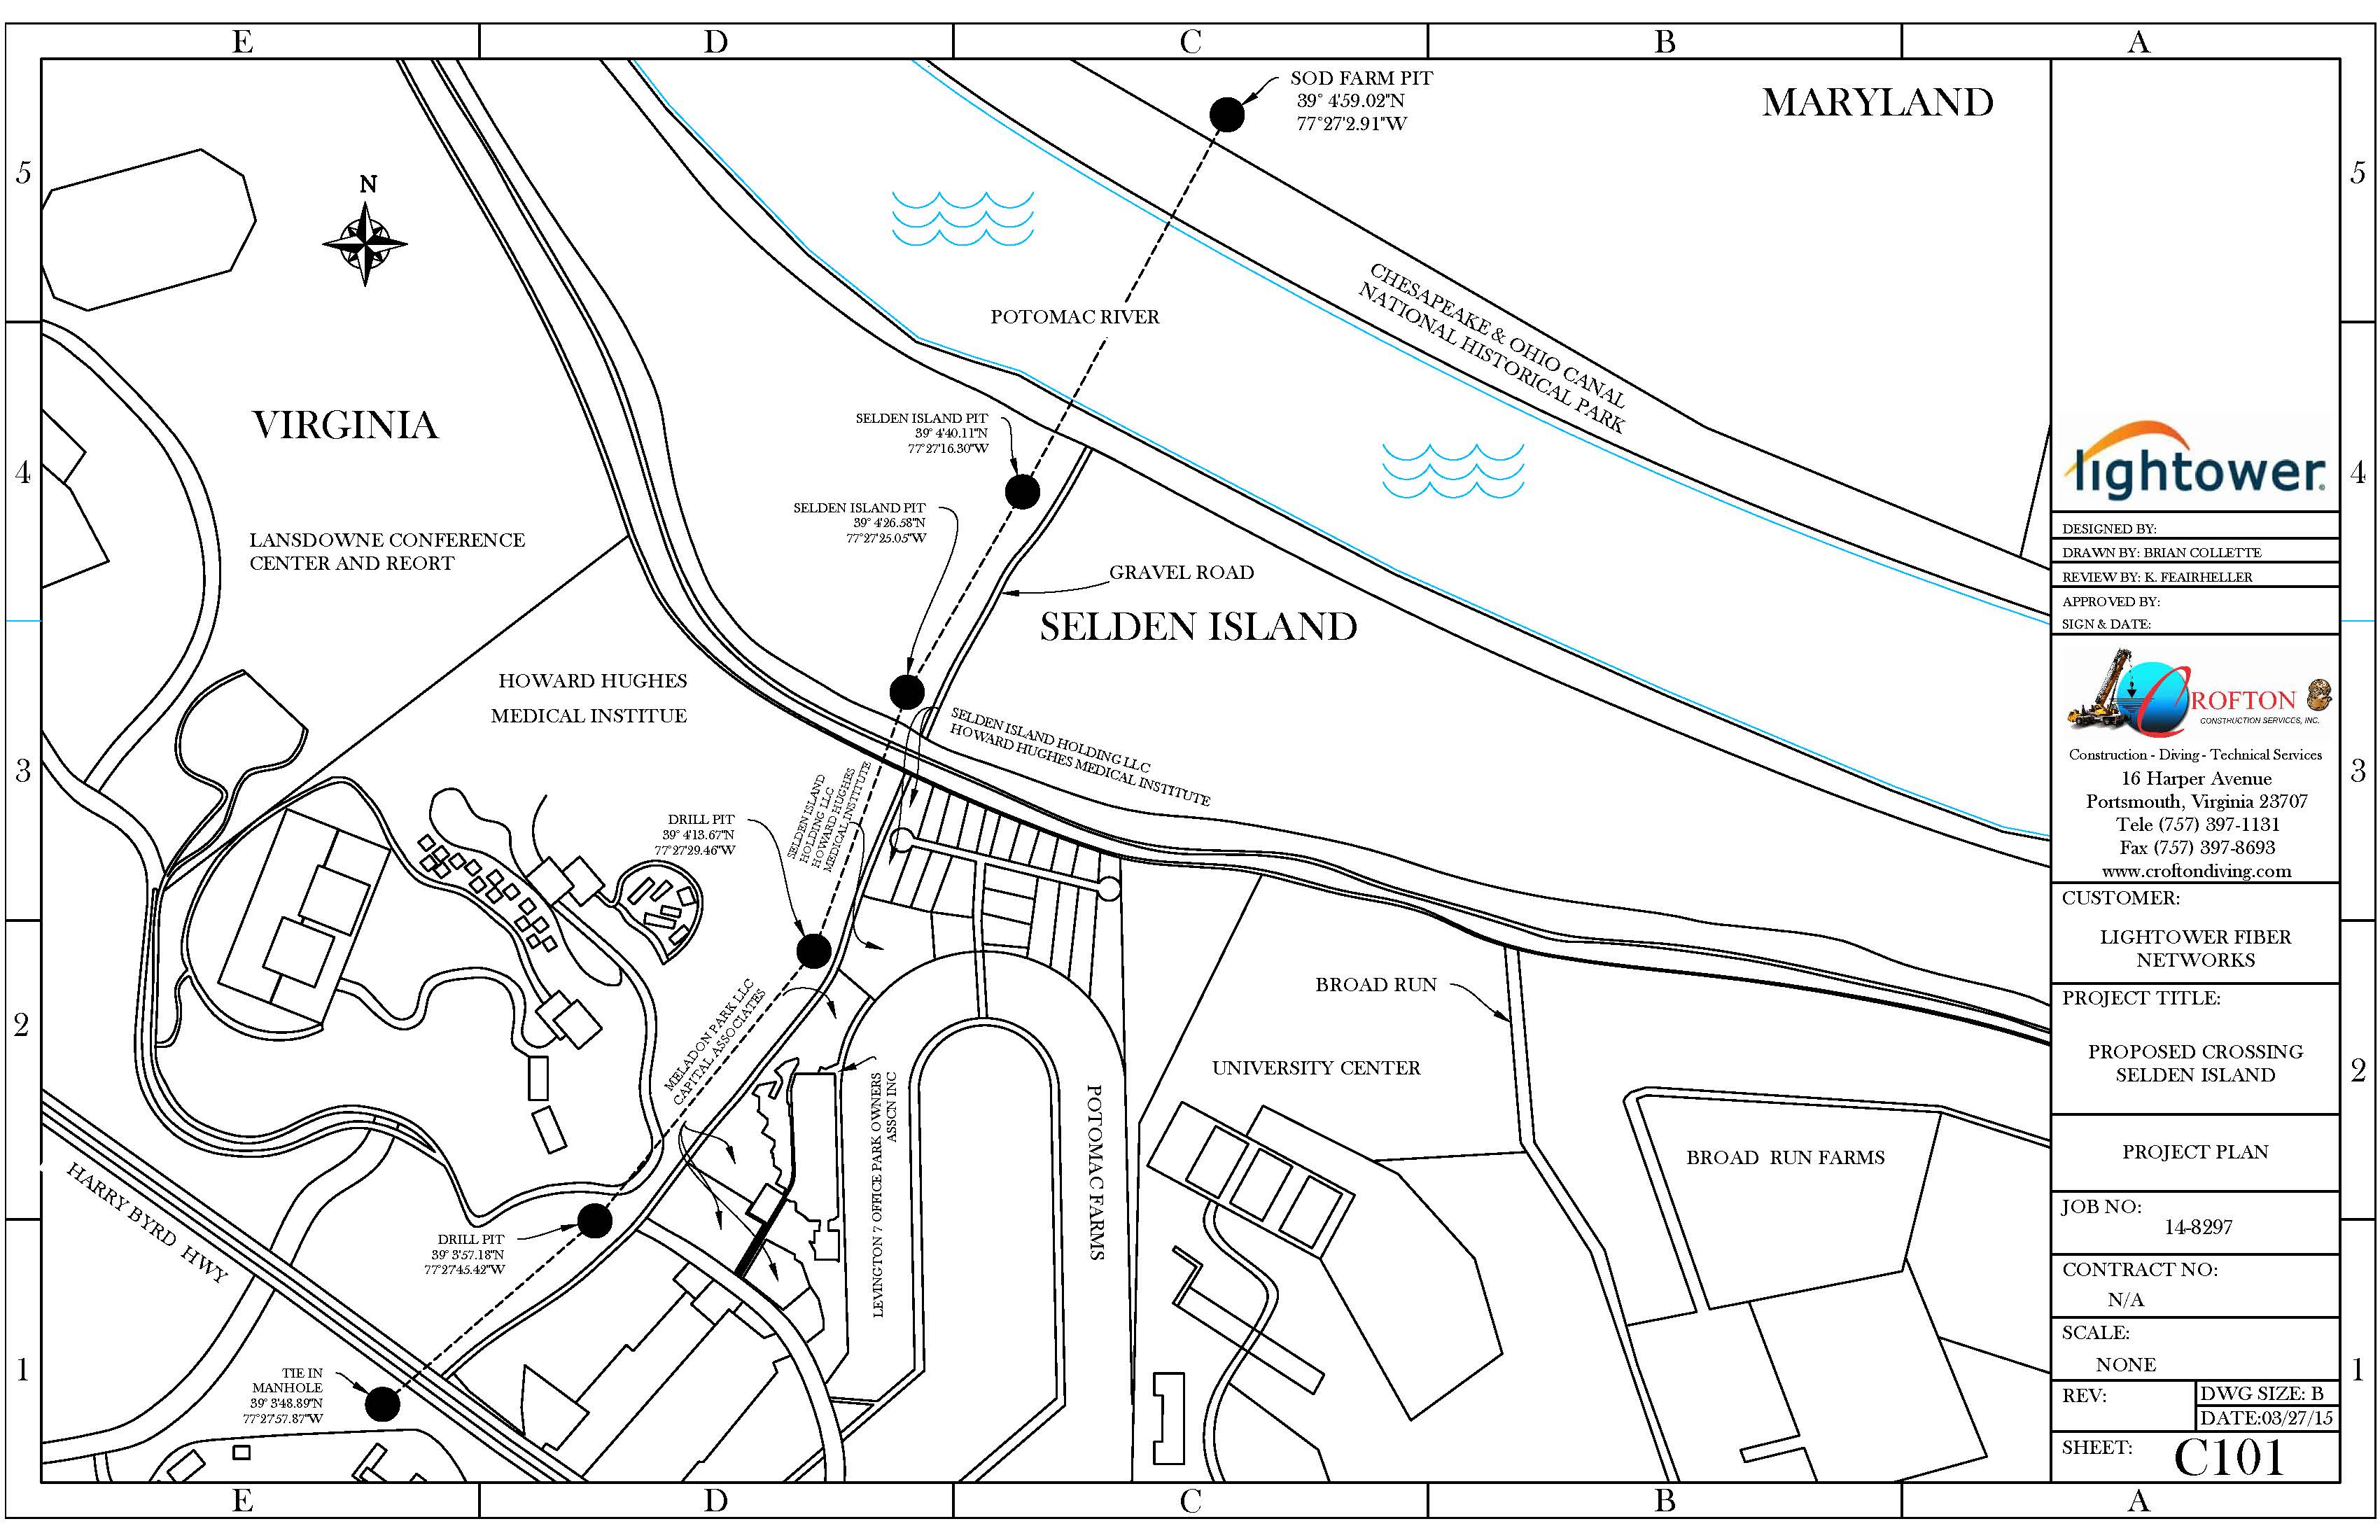 E D C B A
5
4
3
2
1
SOD FARM PIT
39° 4'59.02"N
77°27'2.91"W
MARYLAND
N
POTOMAC RIVER
CHESAPEAKE & OHIO CANAL
NATIONAL HISTORICAL PARK
VIRGINIA
SELDEN ISLAND PIT
39° 4'40.11"N
77°27'16.30"W
SELDEN ISLAND PIT
39° 4'26.58"N
77°27'25.05"W
LANSDOWNE CONFERENCE
CENTER AND REORT
GRAVEL ROAD
SELDEN ISLAND
HOWARD HUGHES
MEDICAL INSTITUE
SELDEN ISLAND HOLDING LLC
HOWARD HUGHES MEDICAL INSTITUTE
SELDEN ISLAND
HOLDING LLC
HOWARD HUGHES
MEDICAL INSTITUTE
DRILL PIT
39° 4'13.67"N
77°27'29.46"W
MELADON PARK LLC
CAPITAL ASSOCIATES
BROAD RUN
UNIVERSITY CENTER
LEVINGTON 7 OFFICE PARK OWNERS
ASSCN INC
POTOMAC FARMS
BROAD RUN FARMS
HARRY BYRD HWY
DRILL PIT
39° 3'57.18"N
77°27'45.42"W
TIE IN
MANHOLE
39° 3'48.89"N
77°27'57.87"W
lightower®
DESIGNED BY:
DRAWN BY: BRIAN COLLETTE
REVIEW BY: K. FEAIRHELLER
APPROVED BY:
SIGN & DATE:
CROFTON
CONSTRUCTION SERVICES, INC.
Construction - Diving - Technical Services
16 Harper Avenue
Portsmouth, Virginia 23707
Tele (757) 397-1131
Fax (757) 397-8693
www.croftondiving.com
CUSTOMER:
LIGHTOWER FIBER
NETWORKS
PROJECT TITLE:
PROPOSED CROSSING
SELDEN ISLAND
PROJECT PLAN
JOB NO:
14-8297
CONTRACT NO:
N/A
SCALE:
NONE
REV:
DWG SIZE: B
DATE:03/27/15
SHEET:
C101
5
4
3
2
1
E D C B A